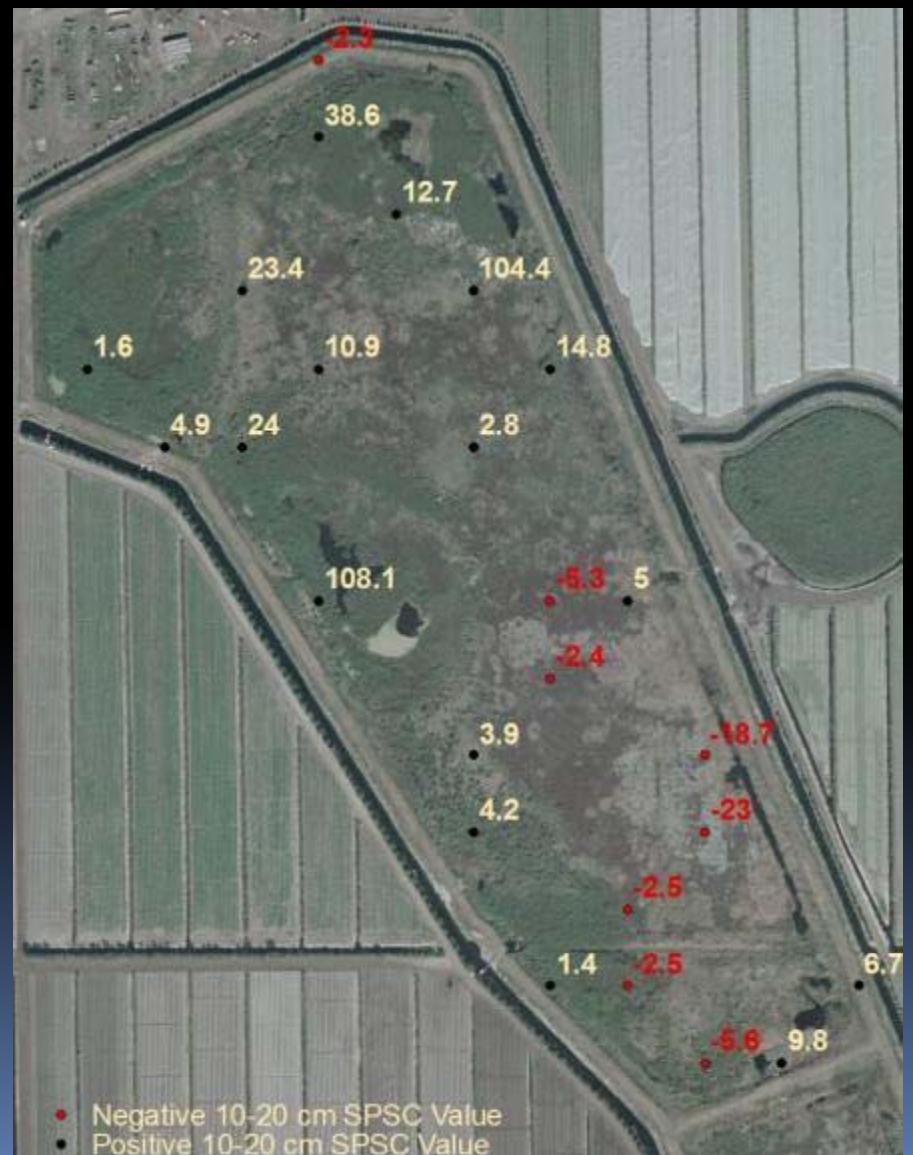 -2.3
38.6
12.7
23.4 104.4
1.6 10.9 14.8
4.9 24 2.8
108.1 -5.3 5
-2.4
3.9 -18.7
4.2 -23
-2.5
1.4 -2.5 6.7
-5.6 9.8
Negative 10-20 cm SPSC Value
Positive 10-20 cm SPSC Value